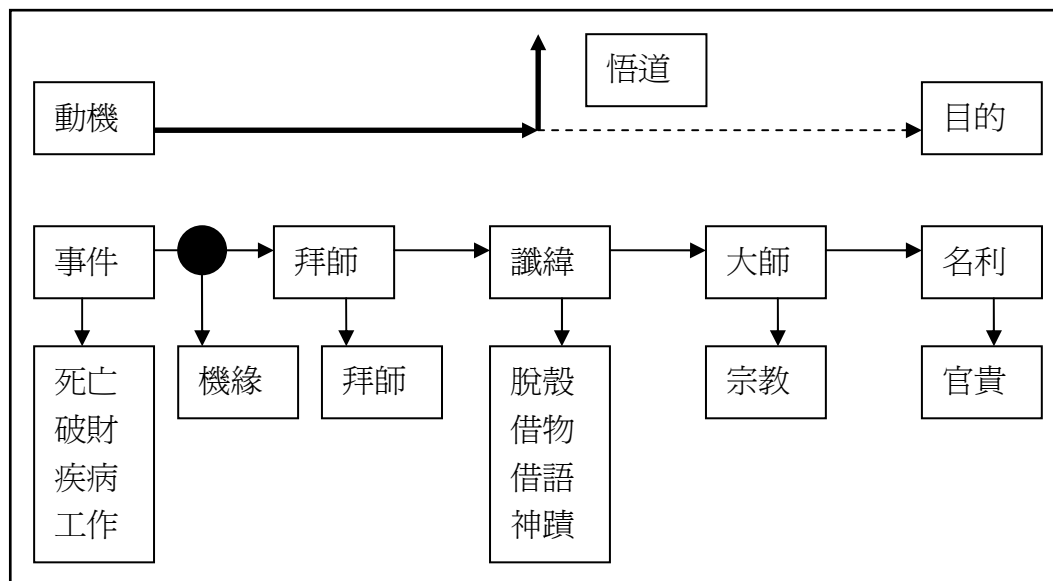 悟道
動機
目的
事件
拜師
讖緯
大師
名利
死亡
破財
疾病
工作
機緣
拜師
脫殼
借物
借語
神蹟
宗教
官貴